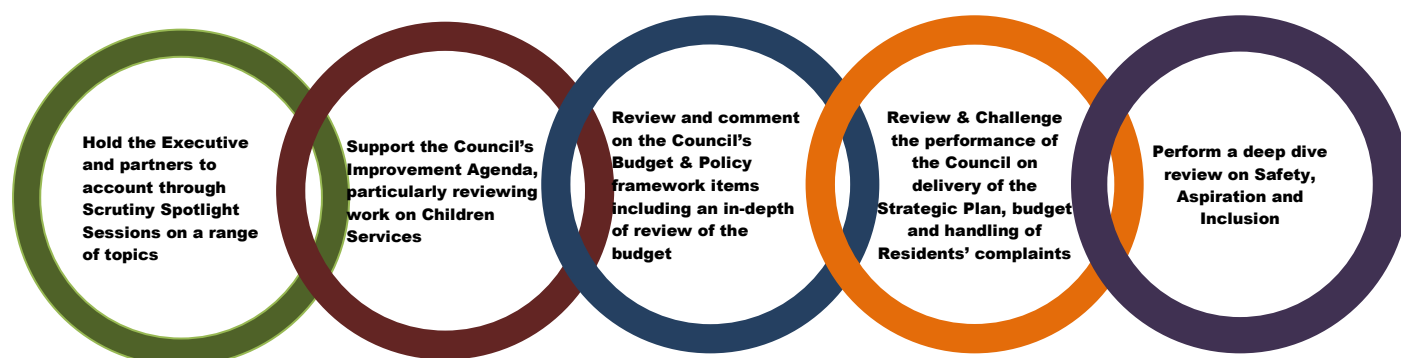 Hold the Executive
and partners to
account through
Scrutiny Spotlight
Sessions on a range
of topics
Support the Council's
Improvement Agenda,
particularly reviewing
work on Children
Services
Review and comment
on the Council's
Budget & Policy
framework items
including an in-depth
of review of the
budget
Review & Challenge
the performance of
the Council on
delivery of the
Strategic Plan, budget
and handling of
Residents' complaints
Perform a deep dive
review on Safety,
Aspiration and
Inclusion